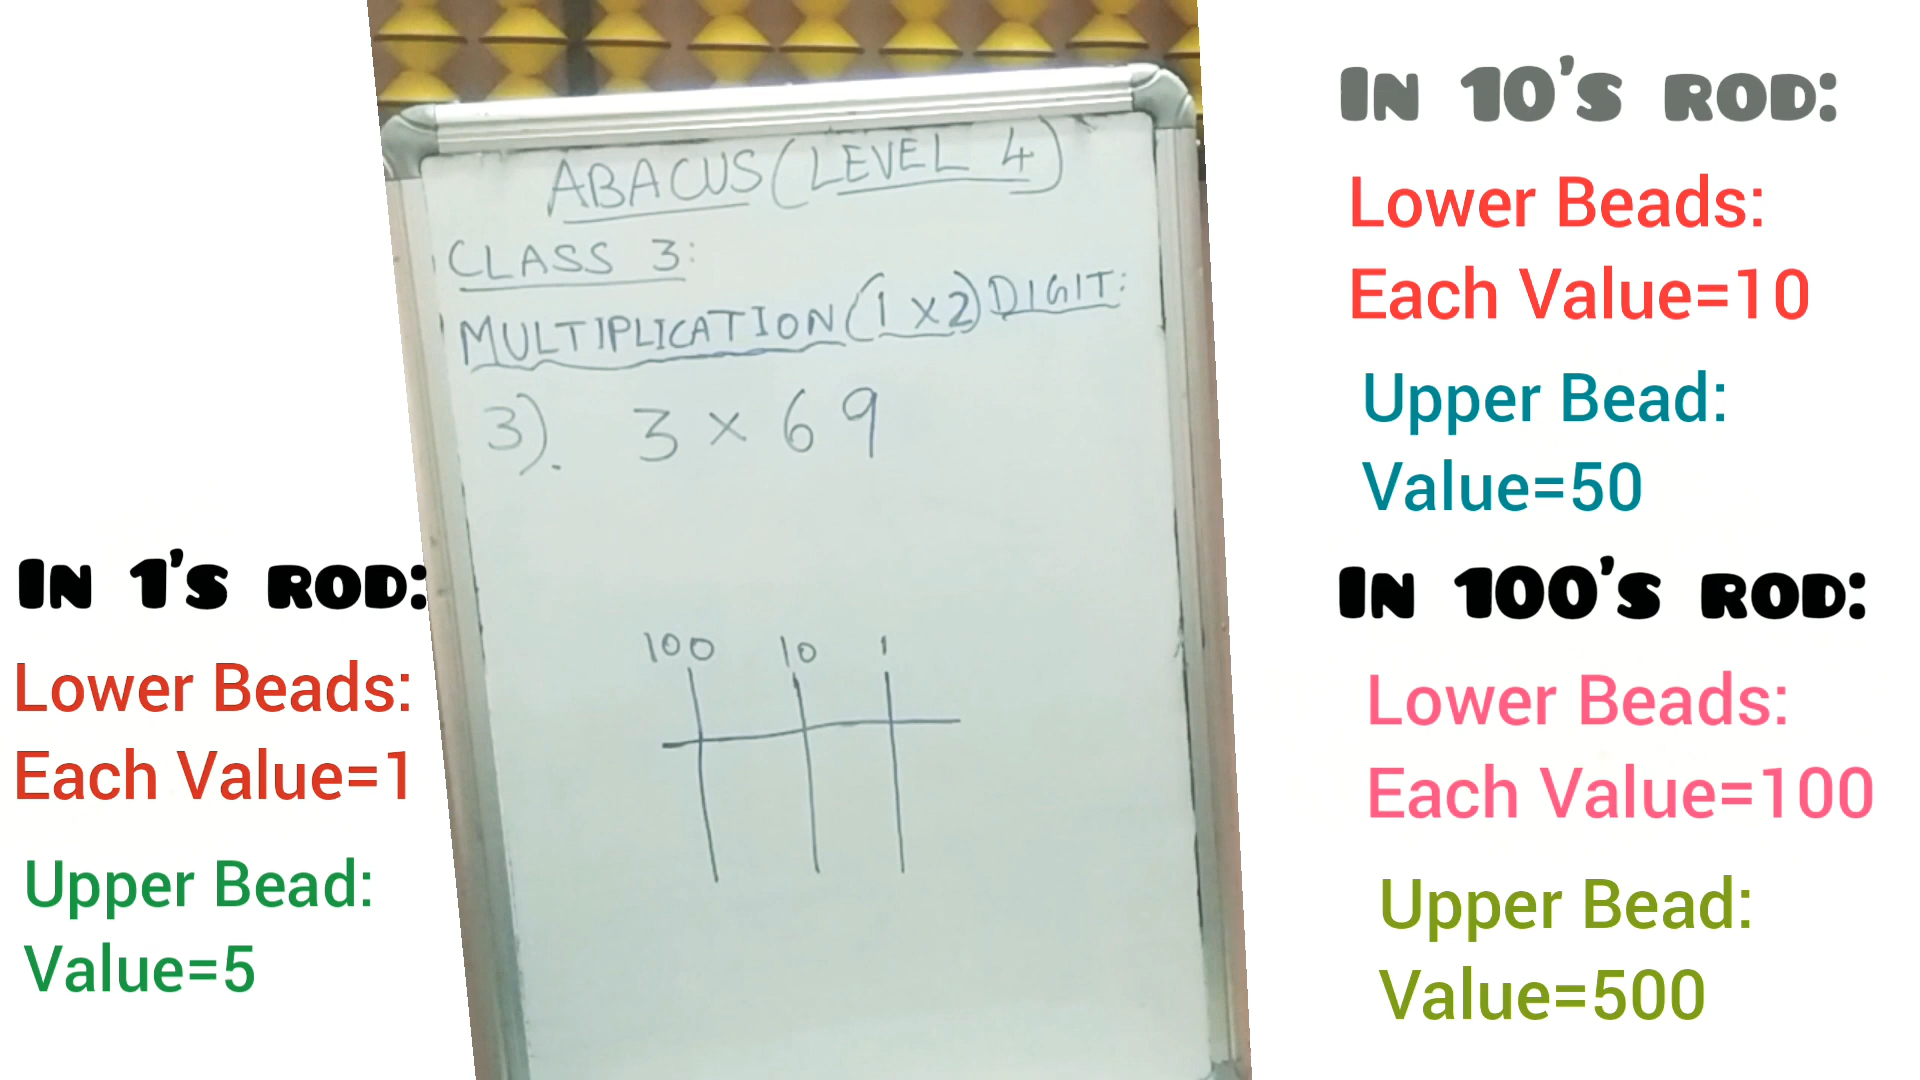 ABACUS (LEVEL 4)
CLASS 3:
MULTIPLICATION (1 X 2) DIGIT:
3). 3 × 69
100 10 1
In 1's rod:
Lower Beads:
Each Value=1
Upper Bead:
Value=5
In 10's rod:
Lower Beads:
Each Value=10
Upper Bead:
Value=50
In 100's rod:
Lower Beads:
Each Value=100
Upper Bead:
Value=500